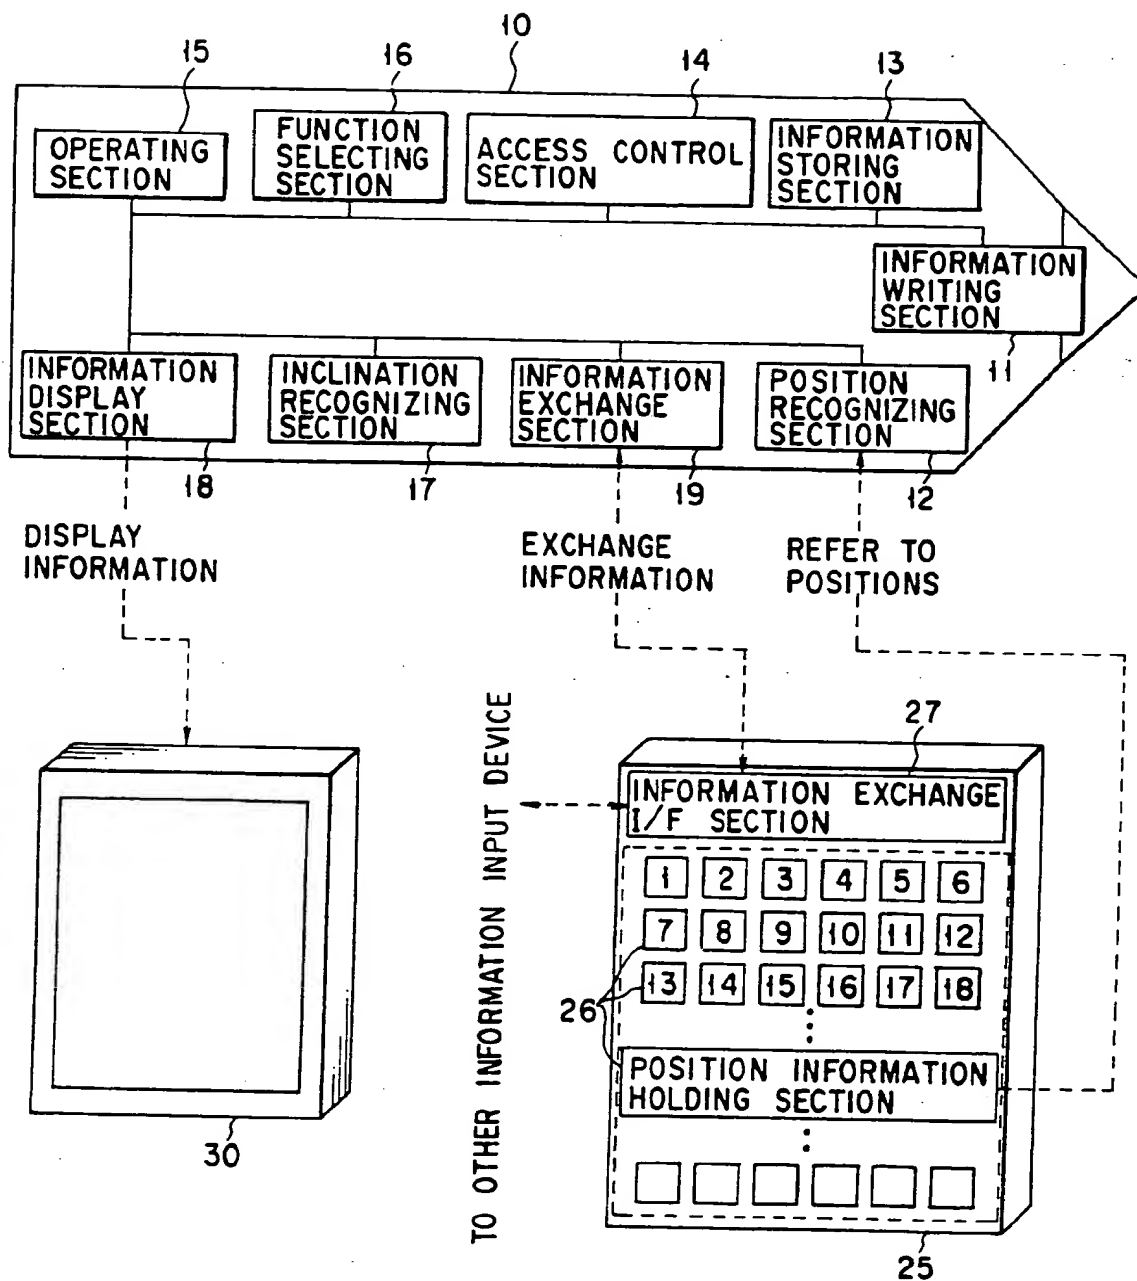 10
15
16
14
13
OPERATING
SECTION
FUNCTION
SELECTING
SECTION
ACCESS CONTROL
SECTION
INFORMATION
STORING
SECTION
INFORMATION
WRITING
SECTION
11
INFORMATION
DISPLAY
SECTION
INCLINATION
RECOGNIZING
SECTION
INFORMATION
EXCHANGE
SECTION
POSITION
RECOGNIZING
SECTION
18
17
19
12
DISPLAY
INFORMATION
EXCHANGE
INFORMATION
REFER TO
POSITIONS
30
TO OTHER INFORMATION INPUT DEVICE
27
INFORMATION EXCHANGE
I/F SECTION
1 2 3 4 5 6
7 8 9 10 11 12
13 14 15 16 17 18
26
POSITION INFORMATION
HOLDING SECTION
25